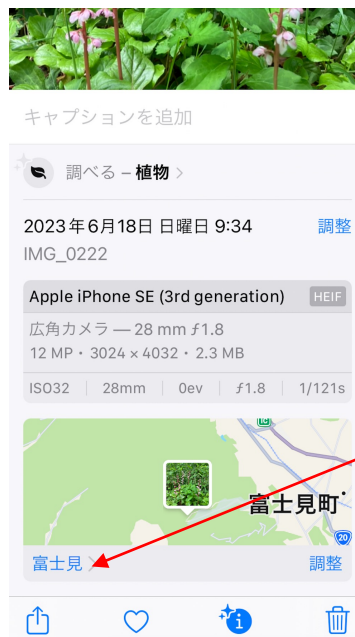 キャプションを追加
調べる – 植物 >
2023年6月18日 日曜日 9:34 調整
IMG_0222
Apple iPhone SE (3rd generation) HEIF
広角カメラ — 28 mm ƒ1.8
12 MP・3024 × 4032・2.3 MB
ISO32 28mm 0ev ƒ1.8 1/121s
IC
富士見町
20
富士見 > 調整